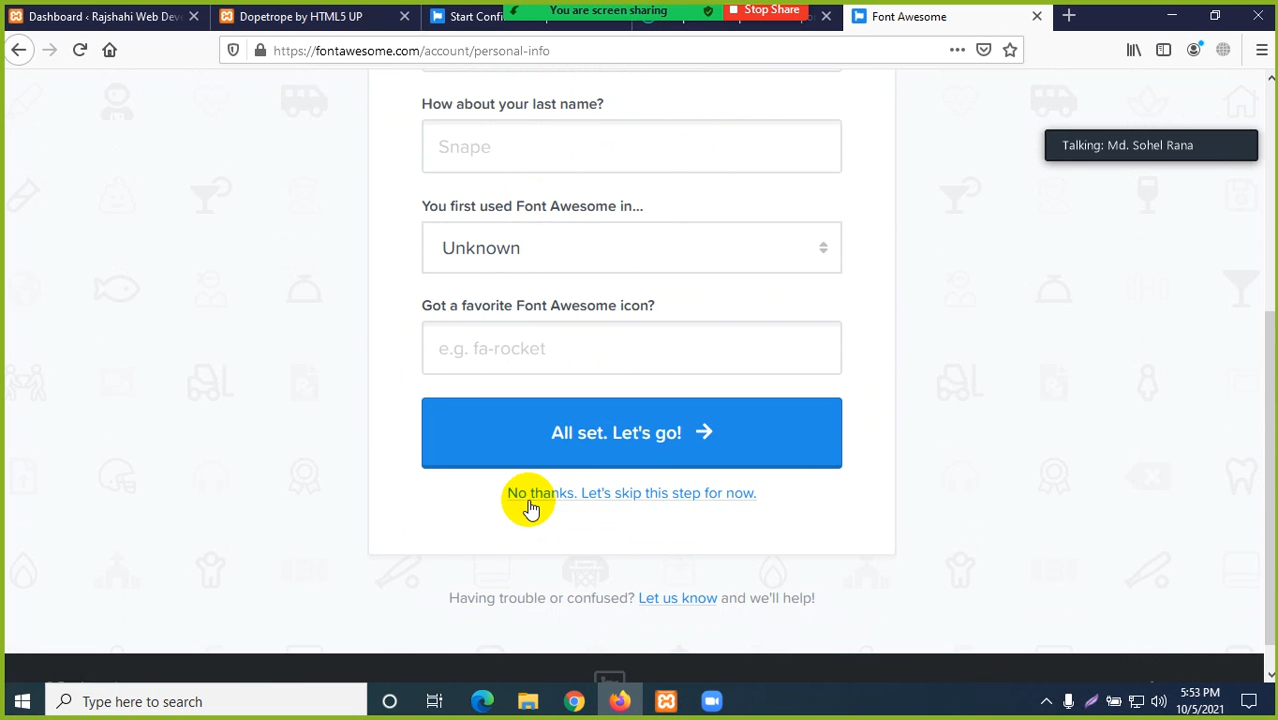 Dashboard ‹ Rajshahi Web Dev
Dopetrope by HTML5 UP
Start Confi
Font Awesome
You are screen sharing
Stop Share
https://fontawesome.com/account/personal-info
How about your last name?
Snape
Talking: Md. Sohel Rana
You first used Font Awesome in...
Unknown
Got a favorite Font Awesome icon?
e.g. fa-rocket
All set. Let's go!
No thanks. Let's skip this step for now.
Having trouble or confused? Let us know and we'll help!
Type here to search
5:53 PM
10/5/2021